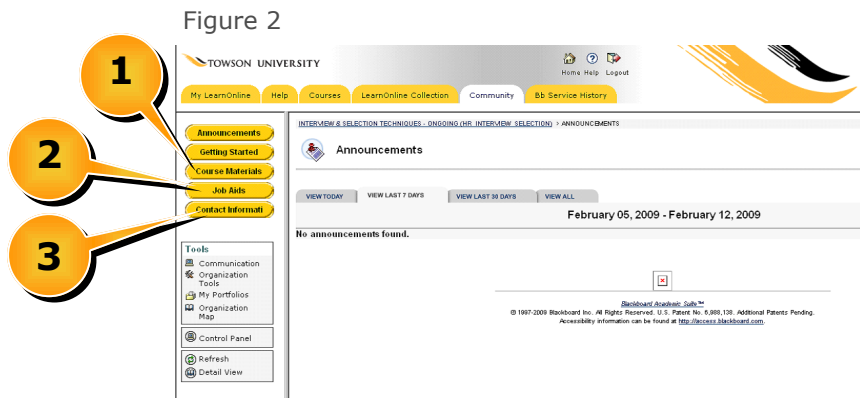 Figure 2
1
2
3
TOWSON UNIVERSITY
Home Help Logout
My LearnOnline Help Courses LearnOnline Collection Community Bb Service History
Announcements
Getting Started
Course Materials
Job Aids
Contact Informati
Tools
Communication
Organization
Tools
My Portfolios
Organization
Map
Control Panel
Refresh
Detail View
INTERVIEW & SELECTION TECHNIQUES - ONGOING (HR_INTERVIEW_SELECTION) > ANNOUNCEMENTS
Announcements
VIEW TODAY VIEW LAST 7 DAYS VIEW LAST 30 DAYS VIEW ALL
February 05, 2009 - February 12, 2009
No announcements found.
Blackboard Academic Suite™
© 1997-2009 Blackboard Inc. All Rights Reserved. U.S. Patent No. 6,988,138. Additional Patents Pending.
Accessibility information can be found at http://access.blackboard.com.